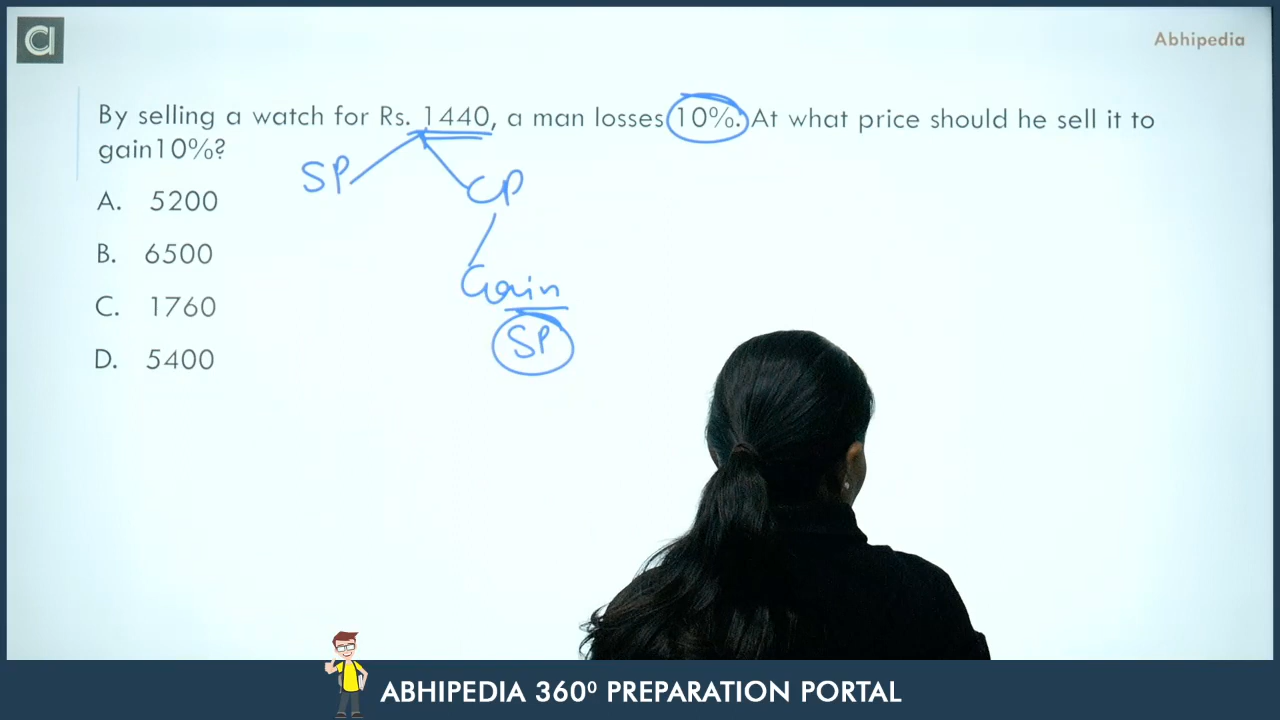 Abhipedia
By selling a watch for Rs. 1440, a man losses 10%. At what price should he sell it to
gain10%?
SP
CP
A. 5200
B. 6500
Gain
C. 1760
SP
D. 5400
ABHIPEDIA 360⁰ PREPARATION PORTAL